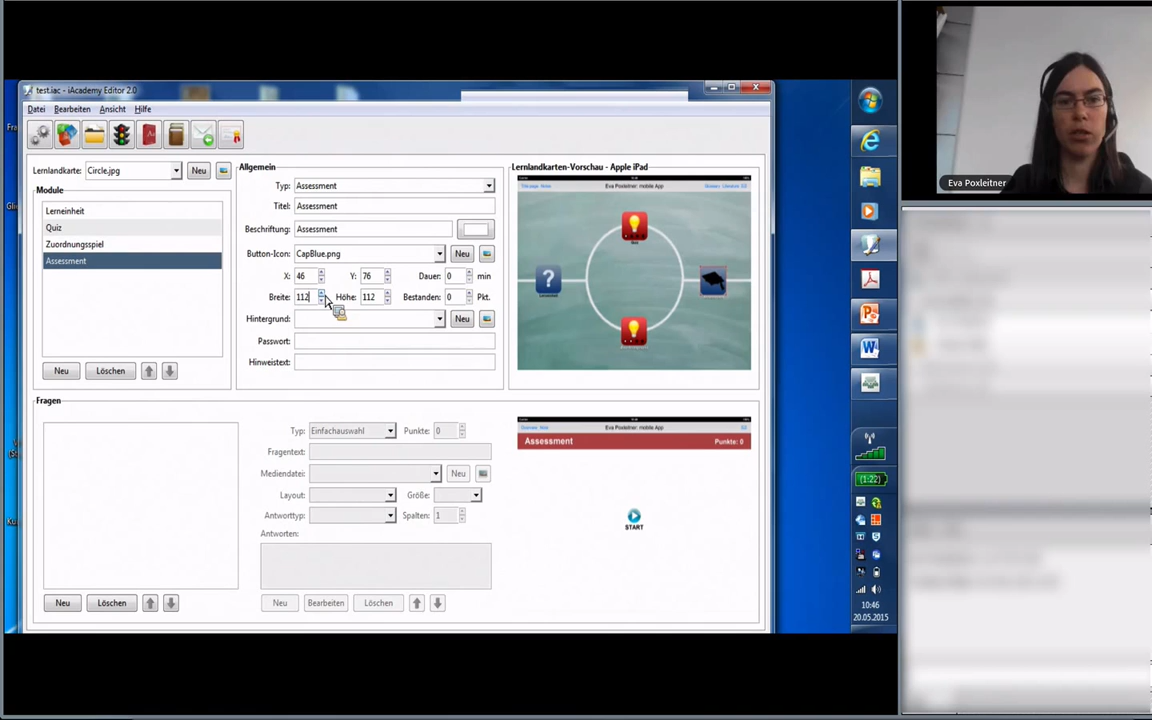 test.iac - iAcademy Editor 2.0
Datei Bearbeiten Ansicht Hilfe
Lernlandkarte: Circle.jpg Neu
Module
Lerneinheit
Quiz
Zuordnungsspiel
Assessment
Neu Löschen
Allgemein
Typ: Assessment
Titel: Assessment
Beschriftung: Assessment
Button-Icon: CapBlue.png Neu
X: 46 Y: 76 Dauer: 0 min
Breite: 112 Höhe: 112 Bestanden: 0 Pkt.
Hintergrund: Neu
Passwort:
Hinweistext:
Lernlandkarten-Vorschau - Apple iPad
Eva Poxleitner: mobile App
Quiz
Lerneinheit
Fragen
Neu Löschen
Typ: Einfachauswahl Punkte: 0
Fragentext:
Mediendatei: Neu
Layout: Größe:
Antworttyp: Spalten: 1
Antworten:
Neu Bearbeiten Löschen
Eva Poxleitner: mobile App
Assessment Punkte: 0
START
(1:22)
10:46
20.05.2015
Eva Poxleitner